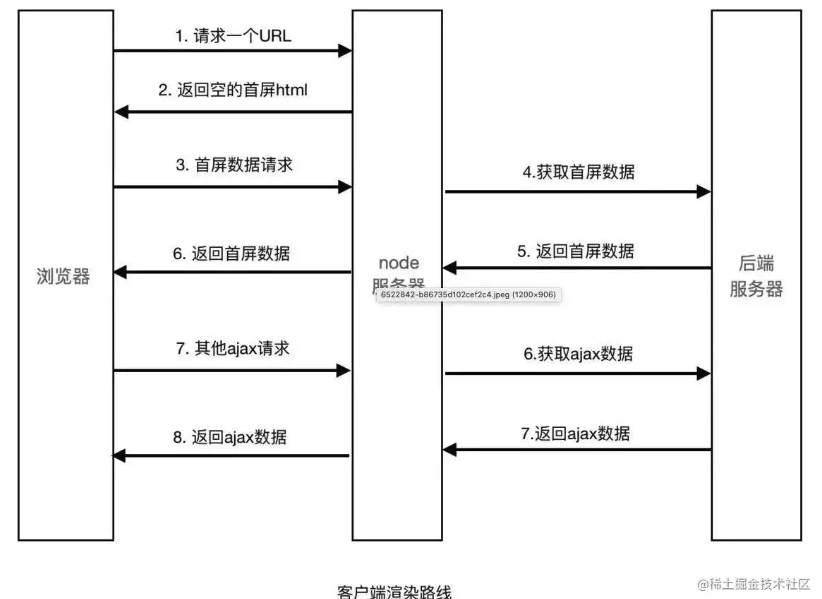 1. 请求一个URL
2. 返回空的首屏html
3. 首屏数据请求
4.获取首屏数据
6. 返回首屏数据
5. 返回首屏数据
浏览器
node
服务器
后端
服务器
6522842-b86735d102cef2c4.jpeg (1200×906)
7. 其他ajax请求
6.获取ajax数据
8. 返回ajax数据
7.返回ajax数据
客户端渲染路线
@稀土掘金技术社区